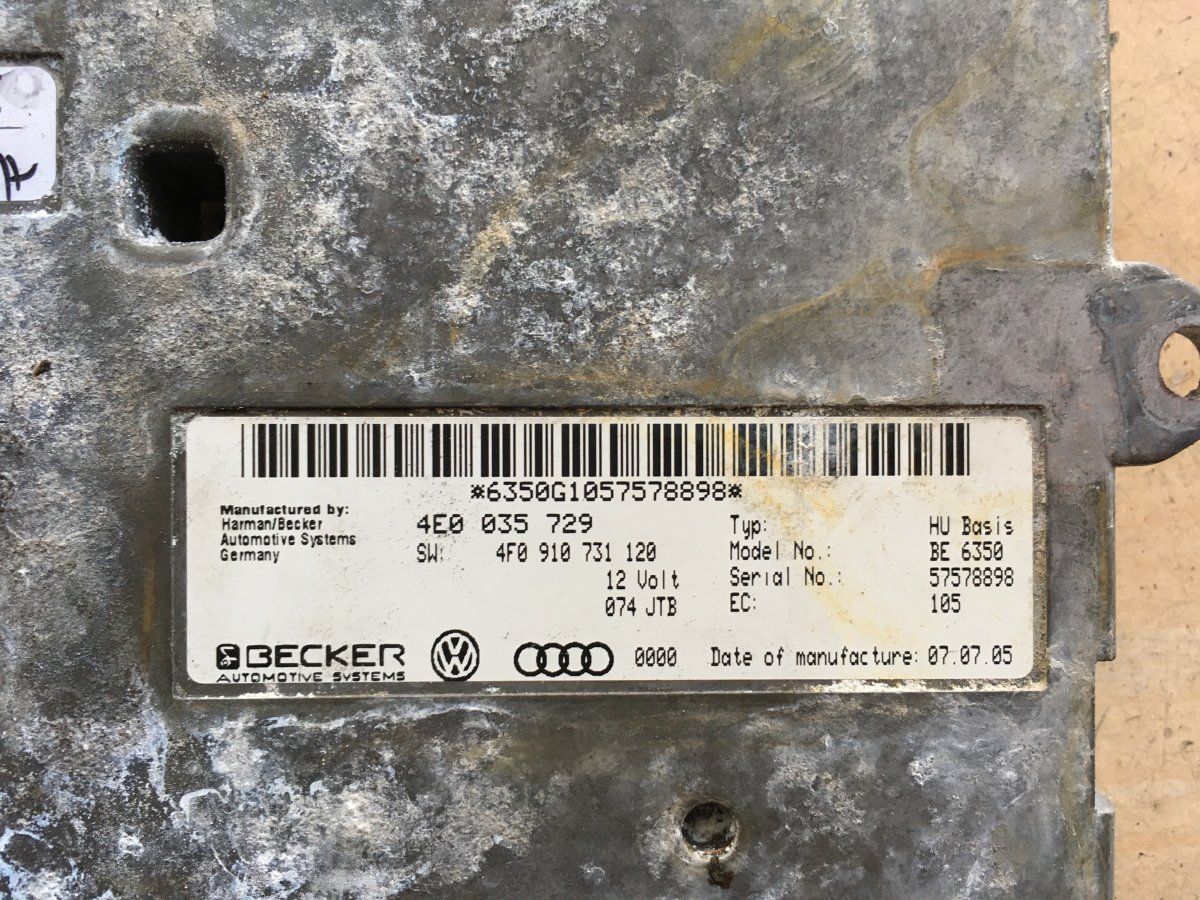 *6350G1057578898*
Manufactured by:
Harman/Becker
Automotive Systems
Germany
4E0 035 729
SW: 4F0 910 731 120
12 Volt
074 JTB
Typ: HU Basis
Model No.: BE 6350
Serial No.: 57578898
EC: 105
BECKER
AUTOMOTIVE SYSTEMS
0000
Date of manufacture: 07.07.05